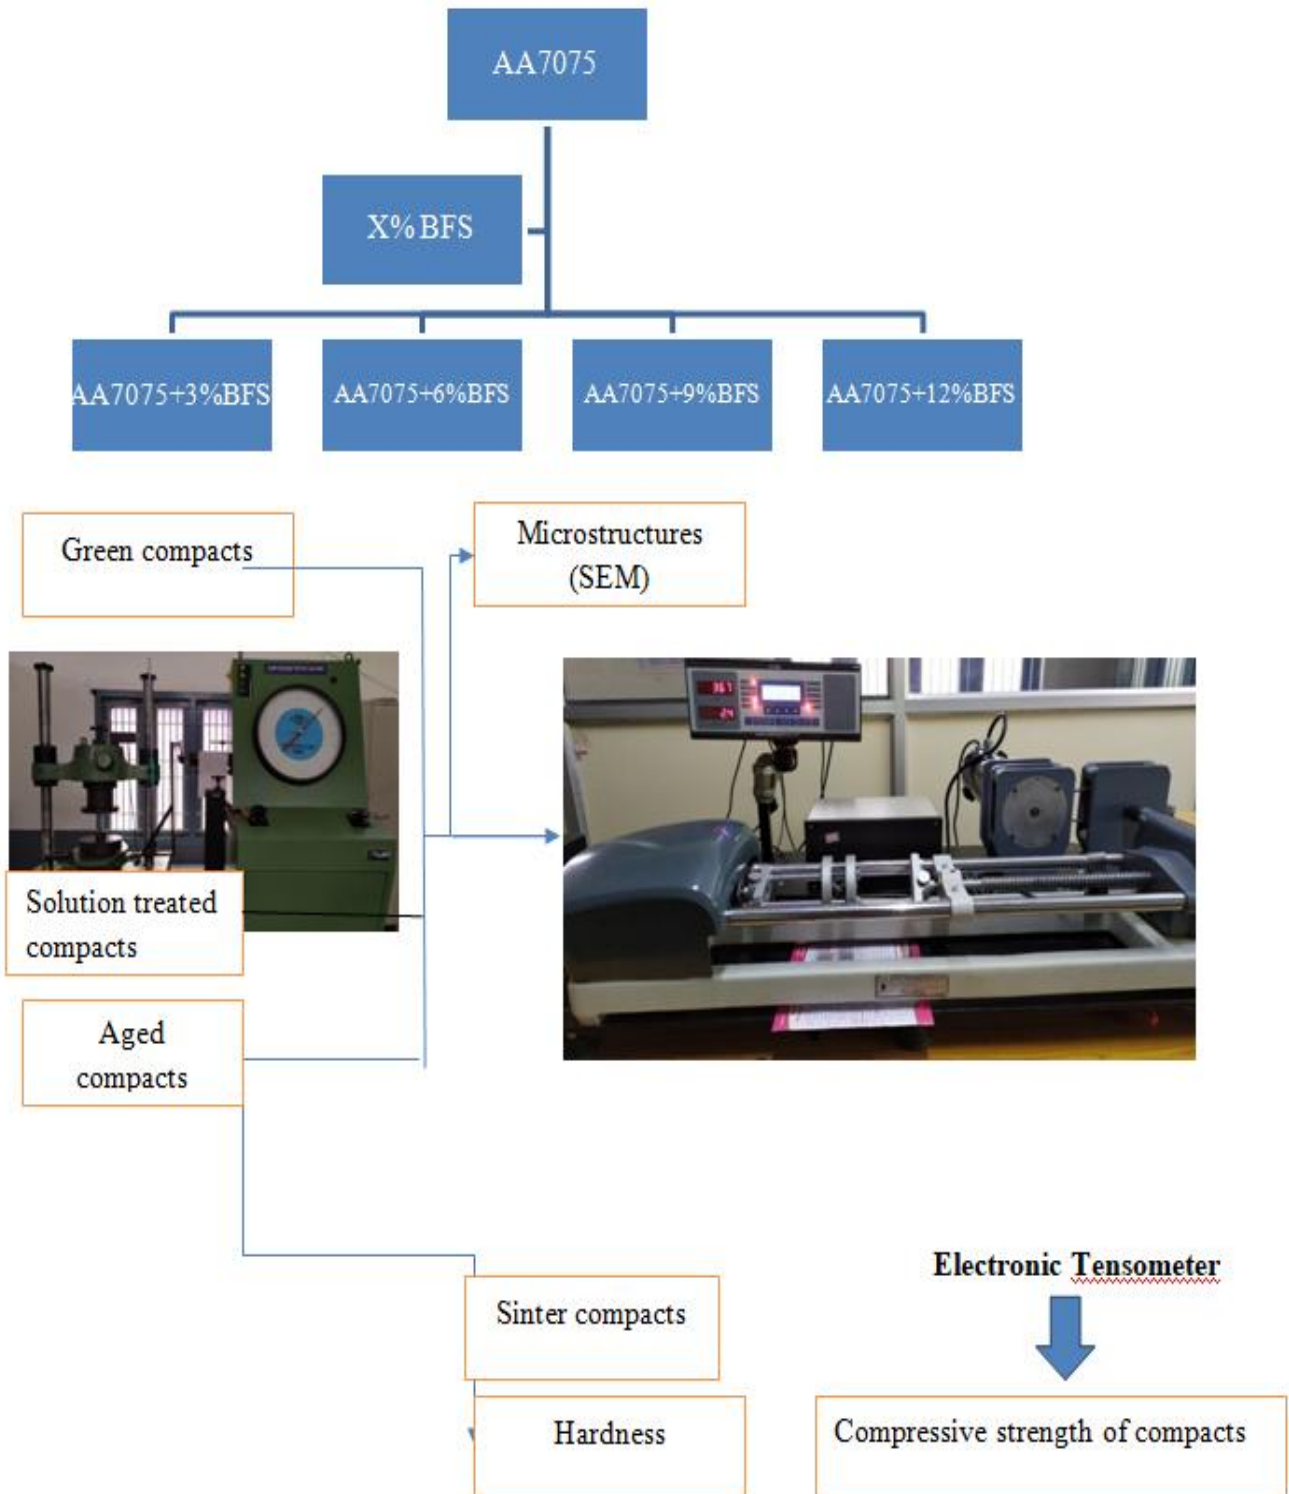 AA7075
X% BFS
AA7075+3%BFS
AA7075+6%BFS
AA7075+9%BFS
AA7075+12%BFS
Green compacts
Microstructures
(SEM)
Solution treated
compacts
Aged
compacts
Electronic Tensometer
Sinter compacts
Hardness
Compressive strength of compacts